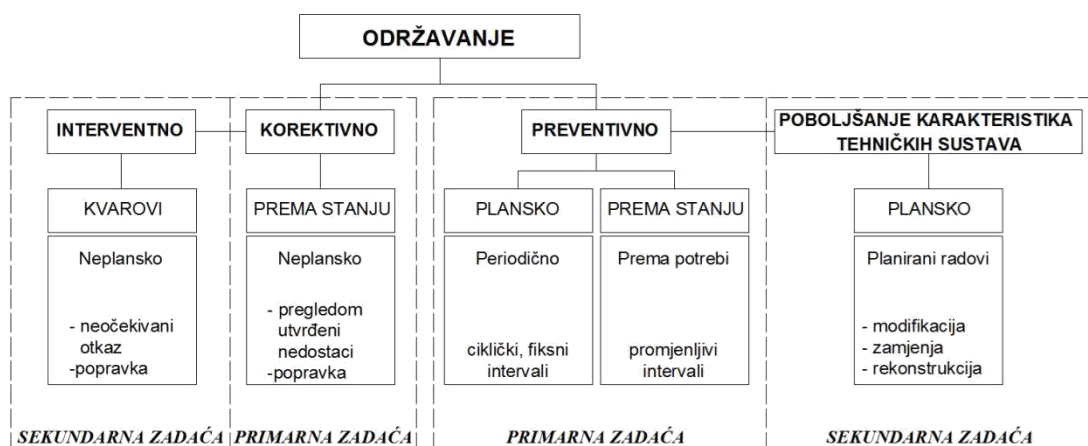 ODRŽAVANJE
INTERVENTNO
KOREKTIVNO
PREVENTIVNO
POBOLJŠANJE KARAKTERISTIKA
TEHNIČKIH SUSTAVA
KVAROVI
PREMA STANJU
PLANSKO
PREMA STANJU
PLANSKO
Neplansko
- neočekivani
otkaz
-popravka
Neplansko
- pregledom
utvrđeni
nedostaci
-popravka
Periodično
ciklički, fiksni
intervali
Prema potrebi
promjenljivi
intervali
Planirani radovi
- modifikacija
- zamjenja
- rekonstrukcija
SEKUNDARNA ZADAĆA
PRIMARNA ZADAĆA
PRIMARNA ZADAĆA
SEKUNDARNA ZADAĆA